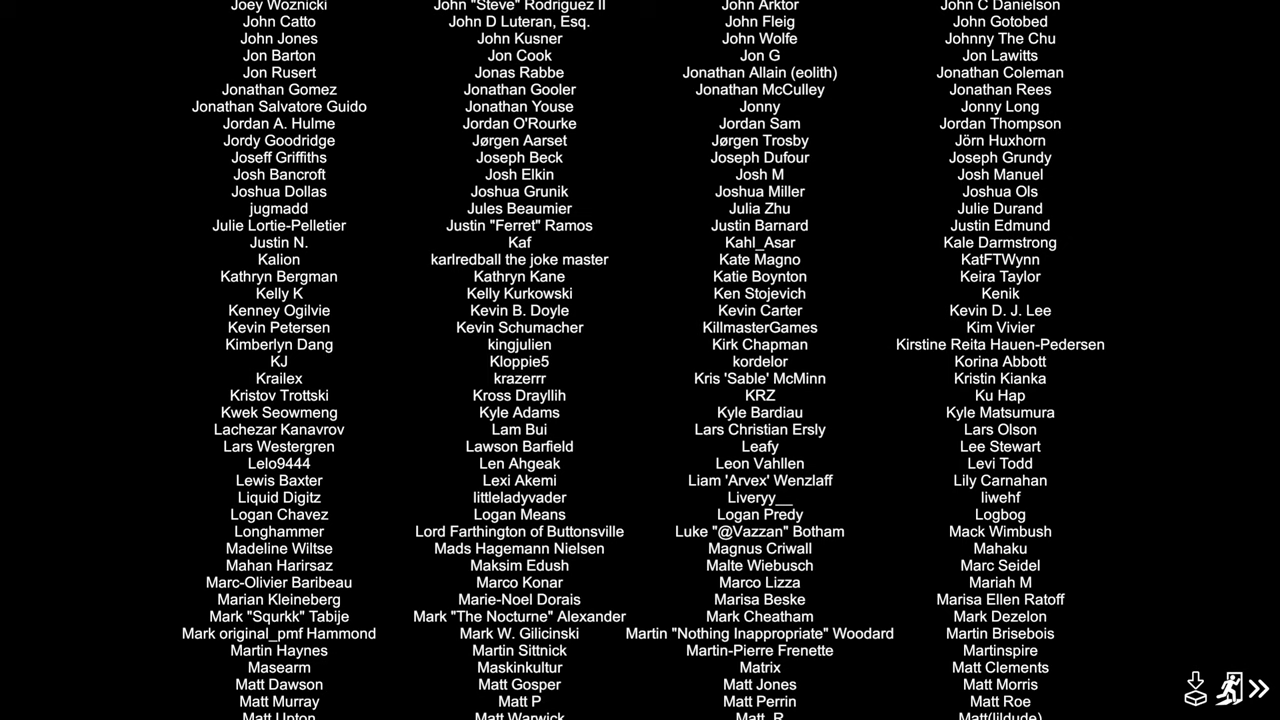 Joey Woznicki John "Steve" Rodriguez II John Arktor John C Danielson
John Catto John D Luteran, Esq. John Fleig John Gotobed
John Jones John Kusner John Wolfe Johnny The Chu
Jon Barton Jon Cook Jon G Jon Lawitts
Jon Rusert Jonas Rabbe Jonathan Allain (eolith) Jonathan Coleman
Jonathan Gomez Jonathan Gooler Jonathan McCulley Jonathan Rees
Jonathan Salvatore Guido Jonathan Youse Jonny Jonny Long
Jordan A. Hulme Jordan O'Rourke Jordan Sam Jordan Thompson
Jordy Goodridge Jørgen Aarset Jørgen Trosby Jörn Huxhorn
Joseff Griffiths Joseph Beck Joseph Dufour Joseph Grundy
Josh Bancroft Josh Elkin Josh M Josh Manuel
Joshua Dollas Joshua Grunik Joshua Miller Joshua Ols
jugmadd Jules Beaumier Julia Zhu Julie Durand
Julie Lortie-Pelletier Justin "Ferret" Ramos Justin Barnard Justin Edmund
Justin N. Kaf Kahl_Asar Kale Darmstrong
Kalion karlredball the joke master Kate Magno KatFTWynn
Kathryn Bergman Kathryn Kane Katie Boynton Keira Taylor
Kelly K Kelly Kurkowski Ken Stojevich Kenik
Kenney Ogilvie Kevin B. Doyle Kevin Carter Kevin D. J. Lee
Kevin Petersen Kevin Schumacher KillmasterGames Kim Vivier
Kimberlyn Dang kingjulien Kirk Chapman Kirstine Reita Hauen-Pedersen
KJ Kloppie5 kordelor Korina Abbott
Krailex krazerrr Kris 'Sable' McMinn Kristin Kianka
Kristov Trottski Kross Drayllih KRZ Ku Hap
Kwek Seowmeng Kyle Adams Kyle Bardiau Kyle Matsumura
Lachezar Kanavrov Lam Bui Lars Christian Ersly Lars Olson
Lars Westergren Lawson Barfield Leafy Lee Stewart
Lelo9444 Len Ahgeak Leon Vahllen Levi Todd
Lewis Baxter Lexi Akemi Liam 'Arvex' Wenzlaff Lily Carnahan
Liquid Digitz littleladyvader Liveryy__ liwehf
Logan Chavez Logan Means Logan Predy Logbog
Longhammer Lord Farthington of Buttonsville Luke "@Vazzan" Botham Mack Wimbush
Madeline Wiltse Mads Hagemann Nielsen Magnus Criwall Mahaku
Mahan Harirsaz Maksim Edush Malte Wiebusch Marc Seidel
Marc-Olivier Baribeau Marco Konar Marco Lizza Mariah M
Marian Kleineberg Marie-Noel Dorais Marisa Beske Marisa Ellen Ratoff
Mark "Squrkk" Tabije Mark "The Nocturne" Alexander Mark Cheatham Mark Dezelon
Mark original_pmf Hammond Mark W. Gilicinski Martin "Nothing Inappropriate" Woodard Martin Brisebois
Martin Haynes Martin Sittnick Martin-Pierre Frenette Martinspire
Masearm Maskinkultur Matrix Matt Clements
Matt Dawson Matt Gosper Matt Jones Matt Morris
Matt Murray Matt P Matt Perrin Matt Roe
Matt Upton Matt Warwick Matt_R Matt(lildude)